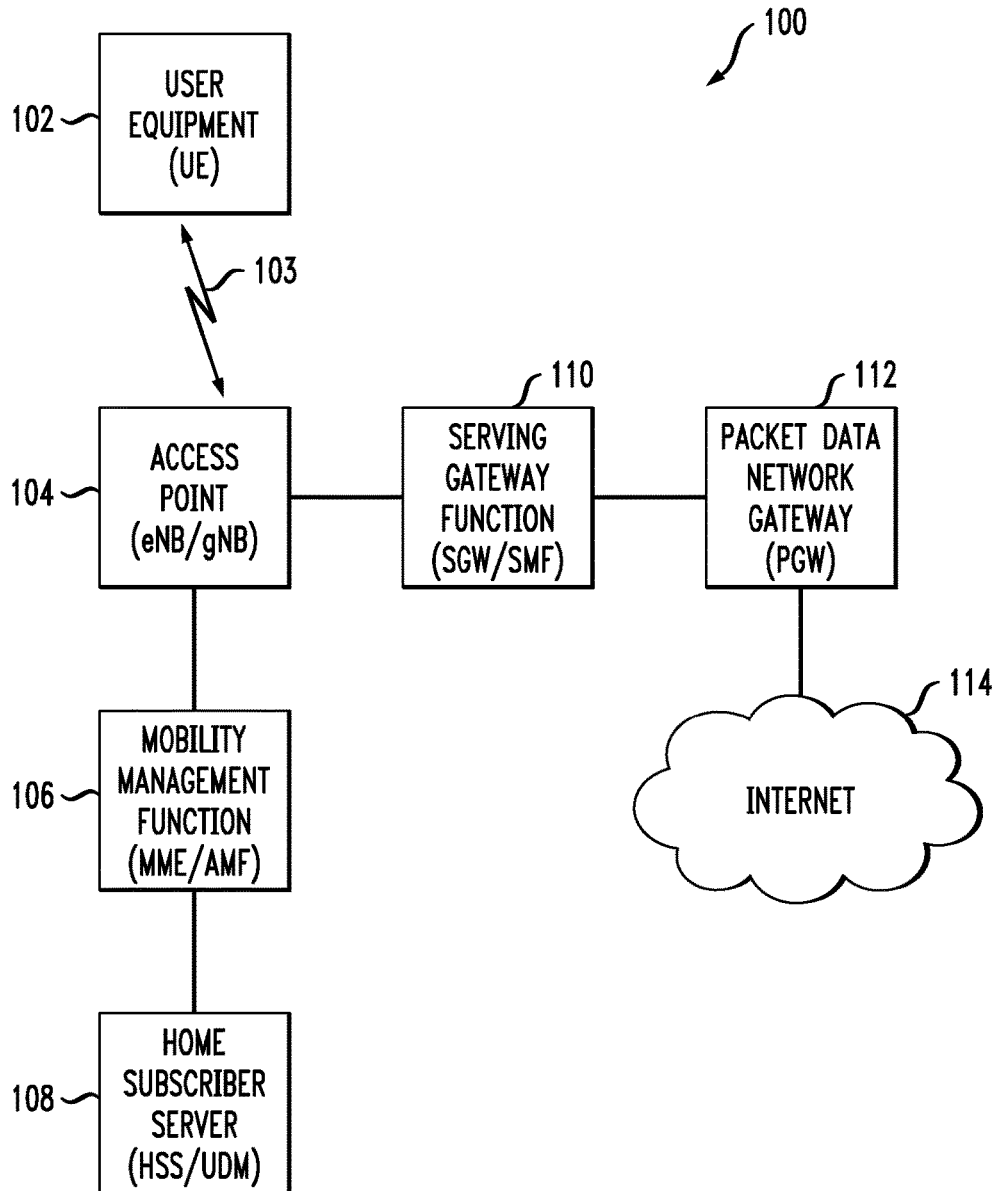 100
USER
EQUIPMENT
(UE)
102
103
110
112
ACCESS
POINT
(eNB/gNB)
104
SERVING
GATEWAY
FUNCTION
(SGW/SMF)
PACKET DATA
NETWORK
GATEWAY
(PGW)
114
INTERNET
MOBILITY
MANAGEMENT
FUNCTION
(MME/AMF)
106
HOME
SUBSCRIBER
SERVER
(HSS/UDM)
108